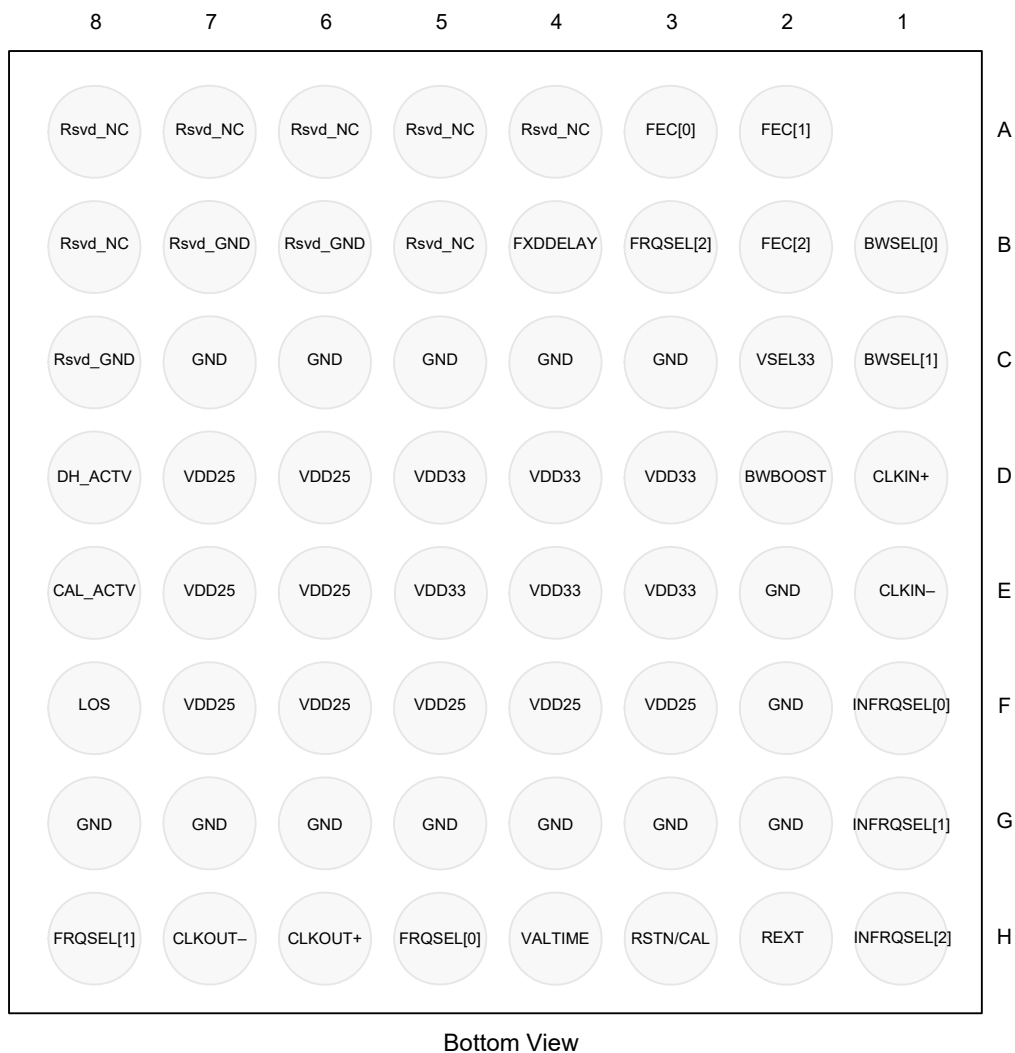 8 7 6 5 4 3 2 1
Rsvd_NC Rsvd_NC Rsvd_NC Rsvd_NC Rsvd_NC FEC[0] FEC[1] A
Rsvd_NC Rsvd_GND Rsvd_GND Rsvd_NC FXDDELAY FRQSEL[2] FEC[2] BWSEL[0] B
Rsvd_GND GND GND GND GND GND VSEL33 BWSEL[1] C
DH_ACTV VDD25 VDD25 VDD33 VDD33 VDD33 BWBOOST CLKIN+ D
CAL_ACTV VDD25 VDD25 VDD33 VDD33 VDD33 GND CLKIN– E
LOS VDD25 VDD25 VDD25 VDD25 VDD25 GND INFRQSEL[0] F
GND GND GND GND GND GND GND INFRQSEL[1] G
FRQSEL[1] CLKOUT– CLKOUT+ FRQSEL[0] VALTIME RSTN/CAL REXT INFRQSEL[2] H
Bottom View